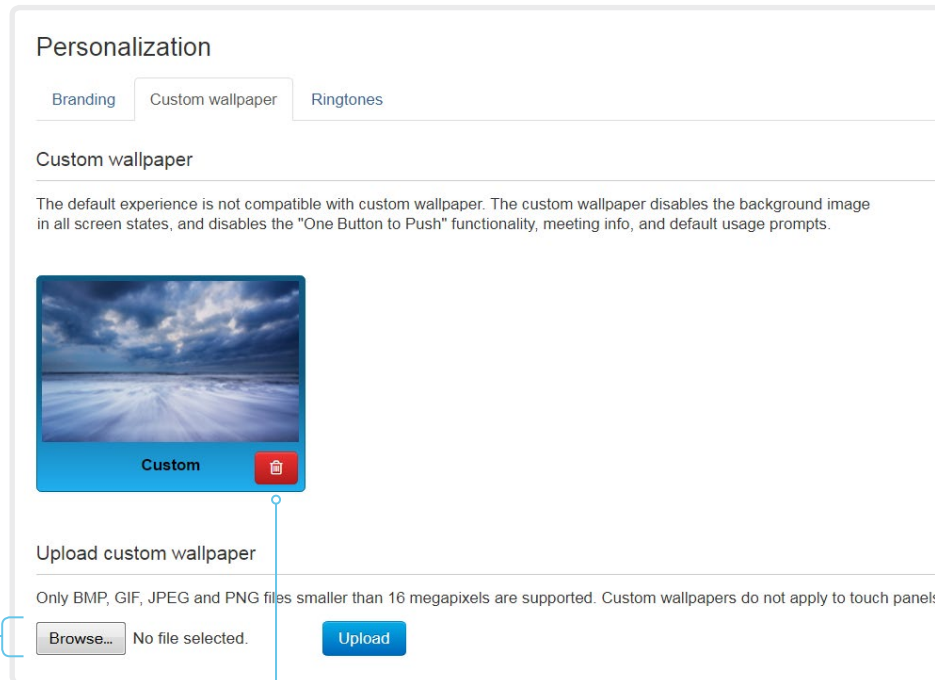 Personalization
Branding Custom wallpaper Ringtones
Custom wallpaper
The default experience is not compatible with custom wallpaper. The custom wallpaper disables the background image
in all screen states, and disables the "One Button to Push" functionality, meeting info, and default usage prompts.
Custom
Upload custom wallpaper
Only BMP, GIF, JPEG and PNG files smaller than 16 megapixels are supported. Custom wallpapers do not apply to touch panels
Browse... No file selected. Upload